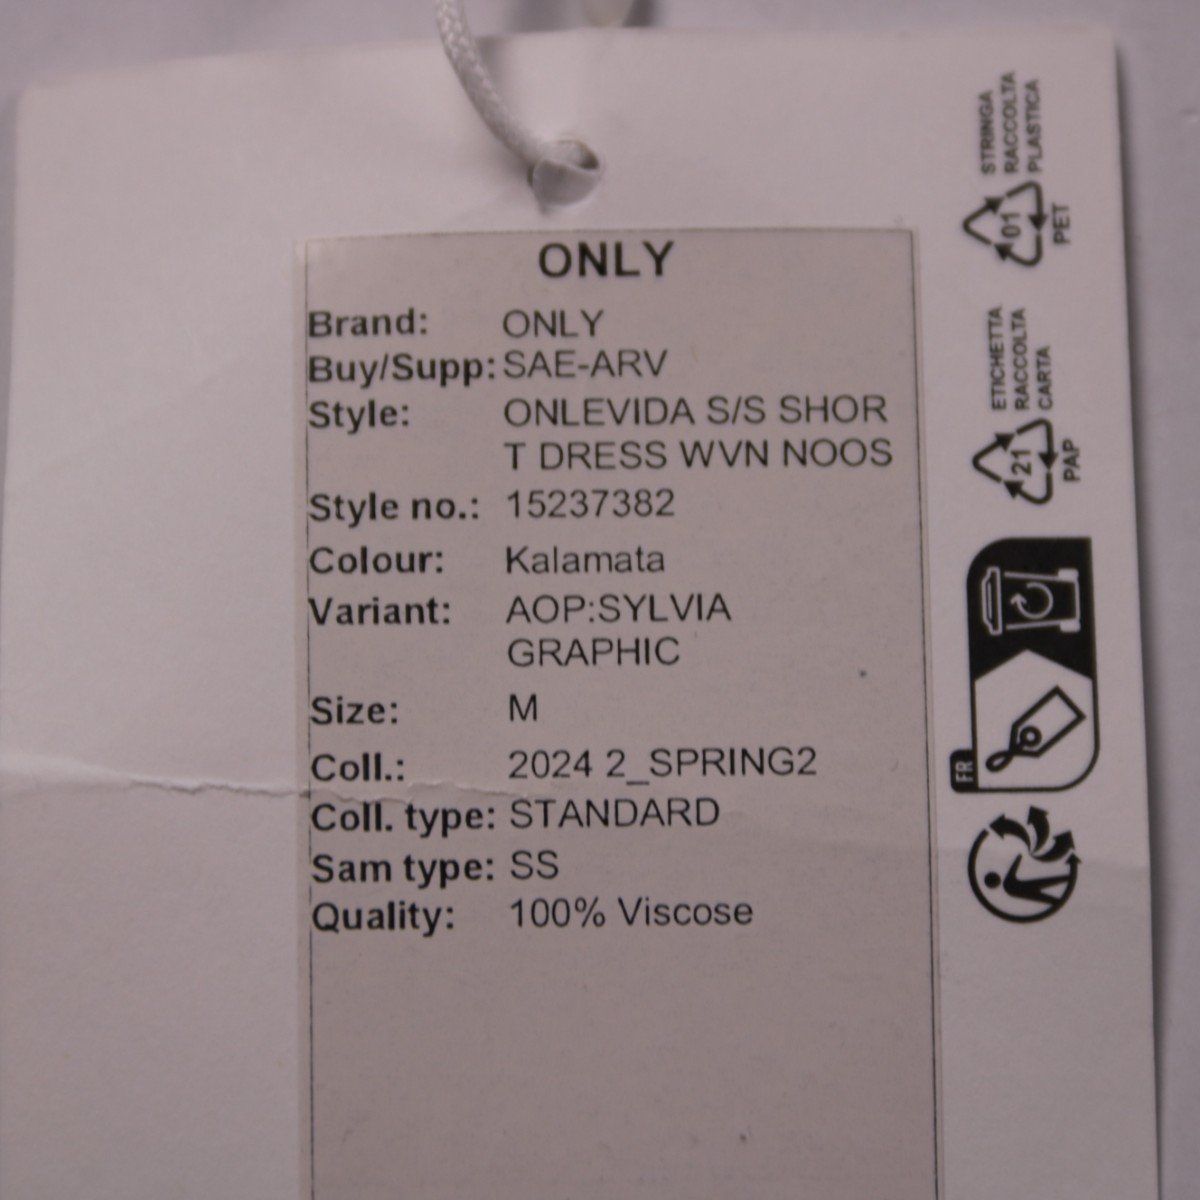 ONLY
Brand: ONLY
Buy/Supp: SAE-ARV
Style: ONLEVIDA S/S SHOR
T DRESS WVN NOOS
Style no.: 15237382
Colour: Kalamata
Variant: AOP:SYLVIA
GRAPHIC
Size: M
Coll.: 2024 2_SPRING2
Coll. type: STANDARD
Sam type: SS
Quality: 100% Viscose
STRINGA
RACCOLTA
PLASTICA
01
PET
ETICHETTA
RACCOLTA
CARTA
21
PAP
FR